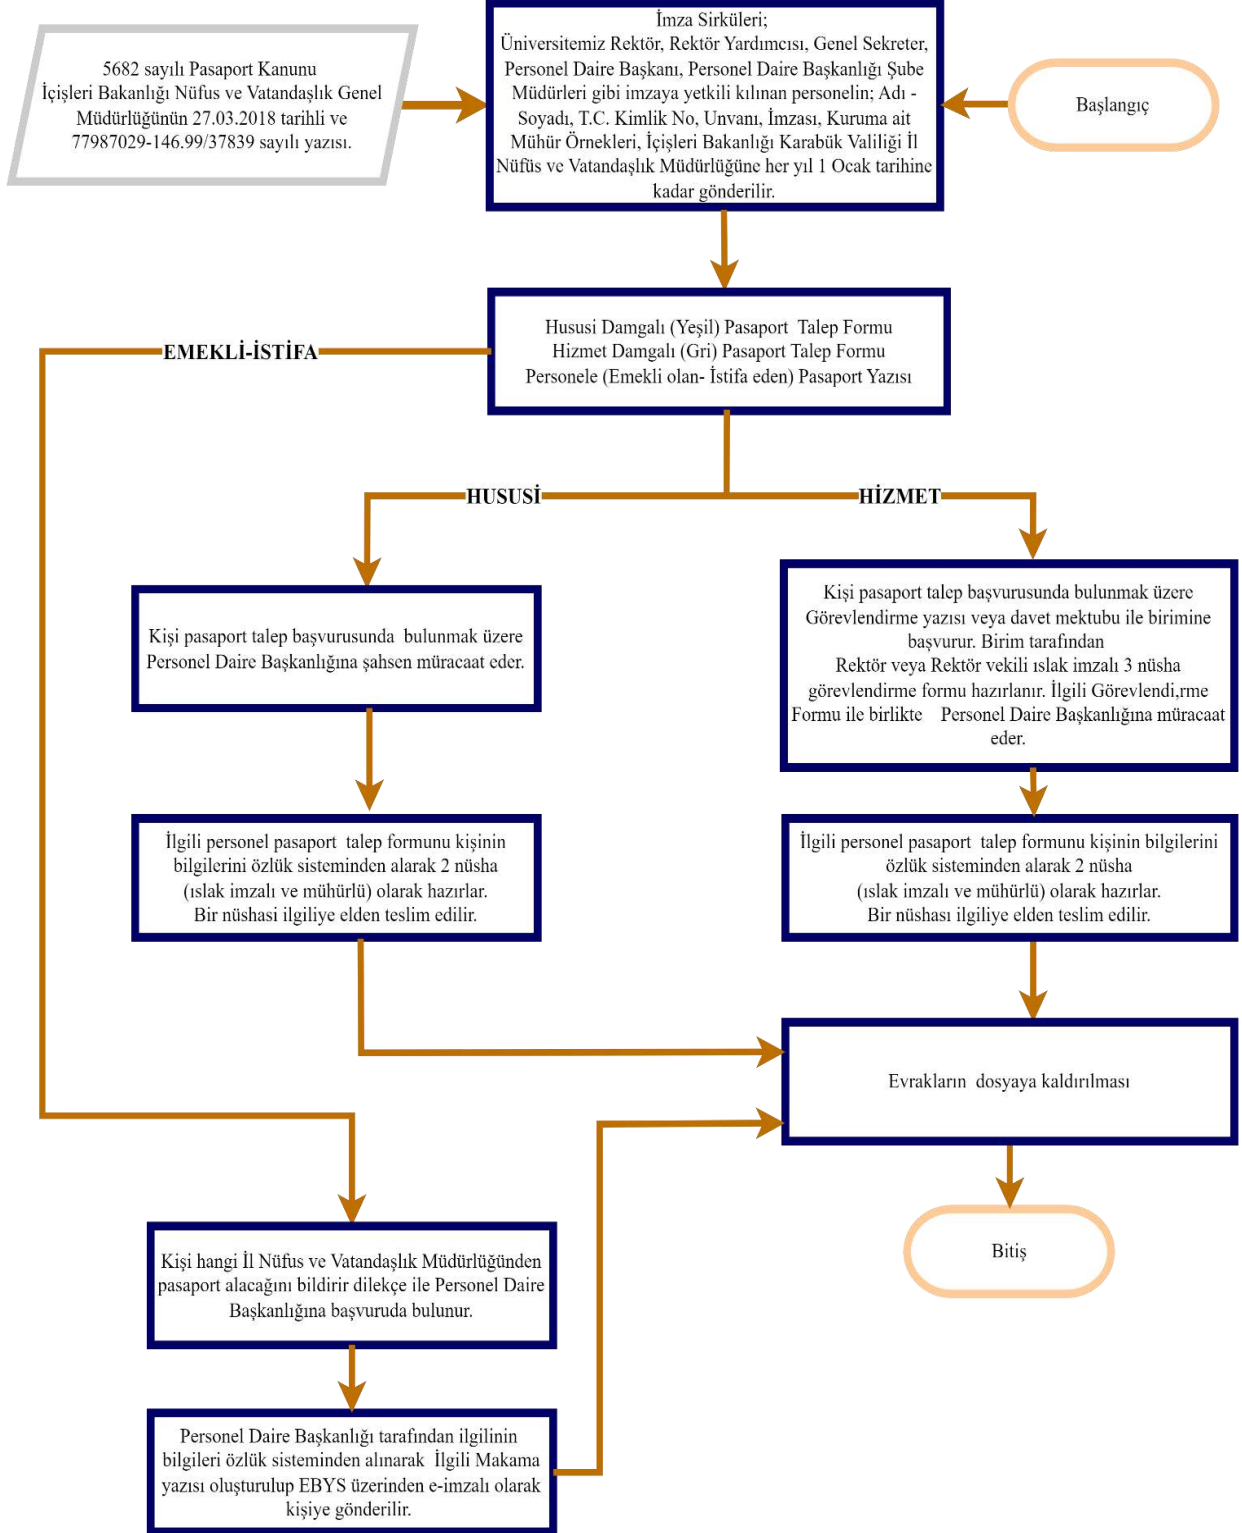 5682 sayılı Pasaport Kanunu
İçişleri Bakanlığı Nüfus ve Vatandaşlık Genel
Müdürlüğünün 27.03.2018 tarihli ve
77987029-146.99/37839 sayılı yazısı.
İmza Sirküleri;
Üniversitemiz Rektör, Rektör Yardımcısı, Genel Sekreter,
Personel Daire Başkanı, Personel Daire Başkanlığı Şube
Müdürleri gibi imzaya yetkili kılınan personelin; Adı -
Soyadı, T.C. Kimlik No, Unvanı, İmzası, Kuruma ait
Mühür Örnekleri, İçişleri Bakanlığı Karabük Valiliği İl
Nüfüs ve Vatandaşlık Müdürlüğüne her yıl 1 Ocak tarihine
kadar gönderilir.
Başlangıç
Hususi Damgalı (Yeşil) Pasaport Talep Formu
Hizmet Damgalı (Gri) Pasaport Talep Formu
Personele (Emekli olan- İstifa eden) Pasaport Yazısı
EMEKLİ-İSTİFA
HUSUSİ
HİZMET
Kişi pasaport talep başvurusunda bulunmak üzere
Personel Daire Başkanlığına şahsen müracaat eder.
Kişi pasaport talep başvurusunda bulunmak üzere
Görevlendirme yazısı veya davet mektubu ile birimine
başvurur. Birim tarafından
Rektör veya Rektör vekili ıslak imzalı 3 nüsha
görevlendirme formu hazırlanır. İlgili Görevlendi,rme
Formu ile birlikte Personel Daire Başkanlığına müracaat
eder.
İlgili personel pasaport talep formunu kişinin
bilgilerini özlük sisteminden alarak 2 nüsha
(ıslak imzalı ve mühürlü) olarak hazırlar.
Bir nüshasi ilgiliye elden teslim edilir.
İlgili personel pasaport talep formunu kişinin bilgilerini
özlük sisteminden alarak 2 nüsha
(ıslak imzalı ve mühürlü) olarak hazırlar.
Bir nüshası ilgiliye elden teslim edilir.
Evrakların dosyaya kaldırılması
Bitiş
Kişi hangi İl Nüfus ve Vatandaşlık Müdürlüğünden
pasaport alacağını bildirir dilekçe ile Personel Daire
Başkanlığına başvuruda bulunur.
Personel Daire Başkanlığı tarafından ilgilinin
bilgileri özlük sisteminden alınarak İlgili Makama
yazısı oluşturulup EBYS üzerinden e-imzalı olarak
kişiye gönderilir.